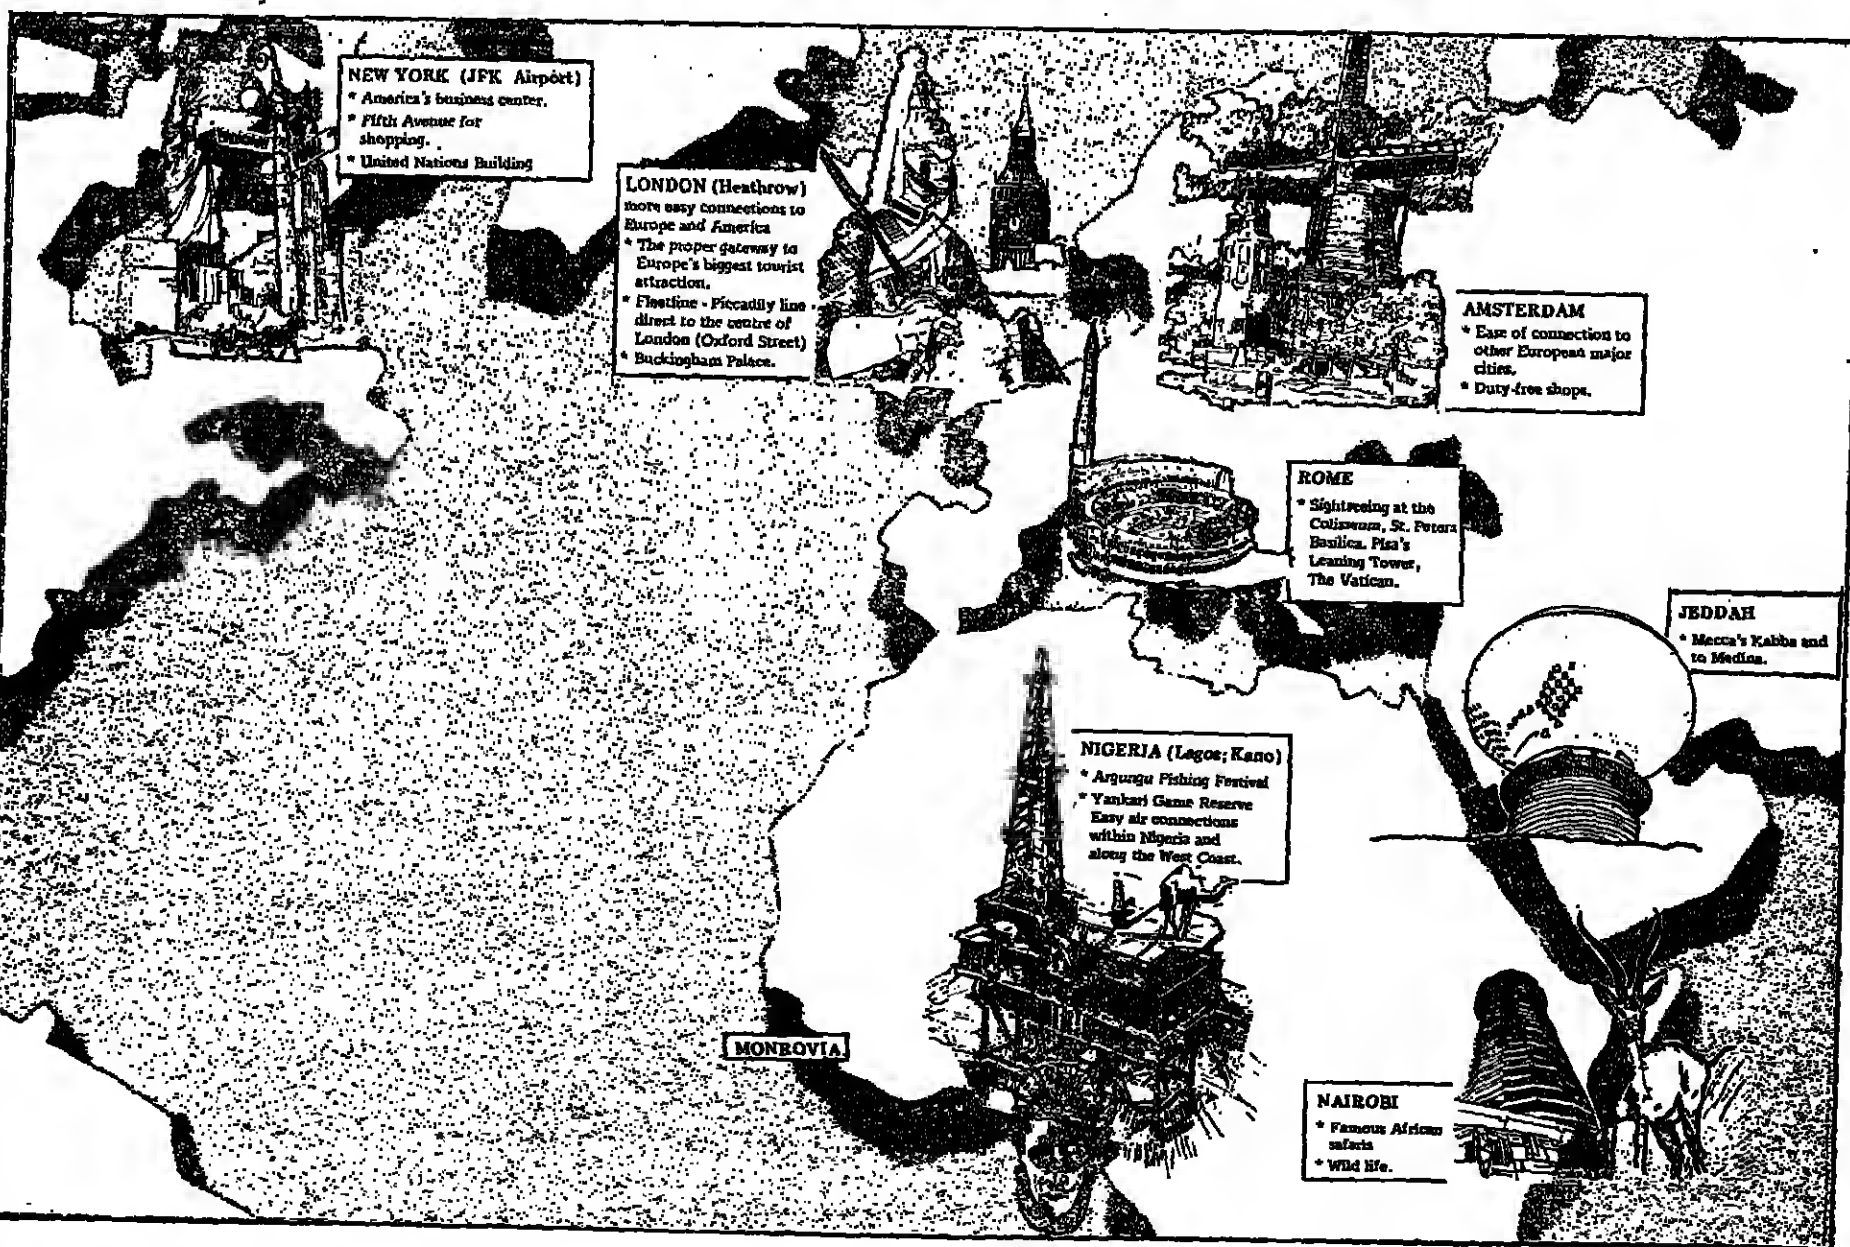 NEW YORK (JFK Airport)
* America's business center.
* Fifth Avenue for
shopping.
* United Nations Building
LONDON (Heathrow)
more easy connections to
Europe and America
* The proper gateway to
Europe's biggest tourist
attraction.
* Fleetline - Piccadily line
direct to the centre of
London (Oxford Street)
* Buckingham Palace.
AMSTERDAM
* Ease of connection to
other European major
cities.
* Duty-free shops.
ROME
* Sightseeing at the
Coliseum, St. Peters
Basilica. Pisa's
Leaning Tower,
The Vatican.
JEDDAH
* Mecca's Kabba and
to Medina.
NIGERIA (Lagos; Kano)
* Argungu Fishing Festival
* Yankari Game Reserve
Easy air connections
within Nigeria and
along the West Coast.
MONROVIA
NAIROBI
* Famous African
safaris
* Wild life.